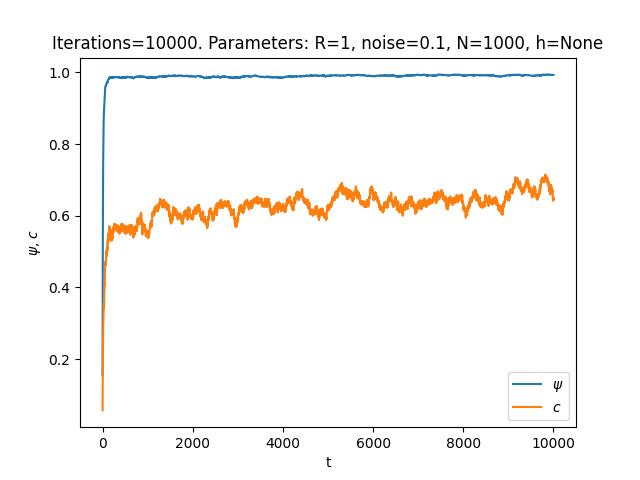 Iterations=10000. Parameters: R=1, noise=0.1, N=1000, h=None
1.0
0.8
0.6
0.4
0.2
ψ, c
0 2000 4000 6000 8000 10000
t
ψ
c